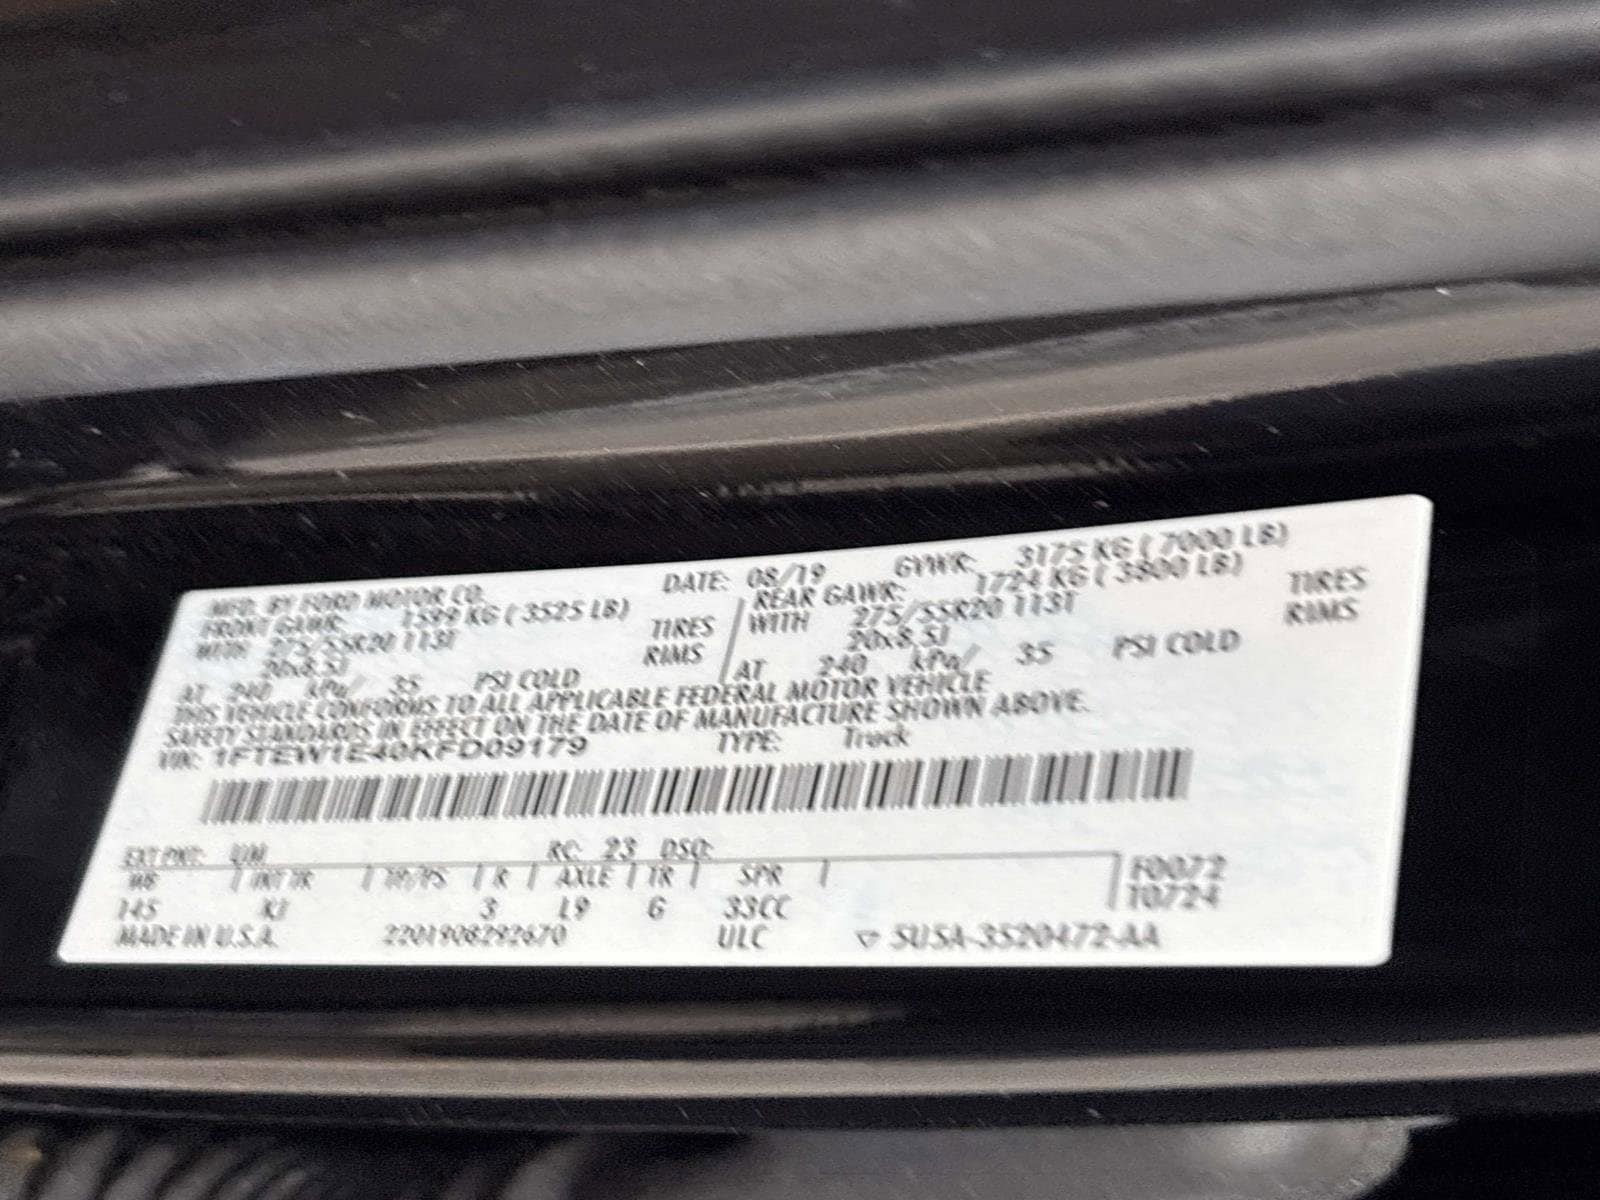 MFD. BY FORD MOTOR CO. DATE: 08/19 GVWR: 3175 KG ( 7000 LB)
FRONT GAWR: 1599 KG ( 3525 LB) REAR GAWR: 1724 KG ( 3800 LB)
WITH 275/55R20 113T TIRES WITH 275/55R20 113T TIRES
20x8.5J RIMS 20x8.5J RIMS
AT 240 kPa/ 35 PSI COLD AT 240 kPa/ 35 PSI COLD
THIS VEHICLE CONFORMS TO ALL APPLICABLE FEDERAL MOTOR VEHICLE
SAFETY STANDARDS IN EFFECT ON THE DATE OF MANUFACTURE SHOWN ABOVE.
VIN: 1FTEW1E40KFD09179 TYPE: Truck
EXT PNT: UM RC: 23 DSO: F0072
WB INT TR TP/PS R AXLE TR SPR T0724
145 KJ 3 L9 G 33CC
MADE IN U.S.A. 2201908292670 ULC ▽ 5U5A-3520472-AA